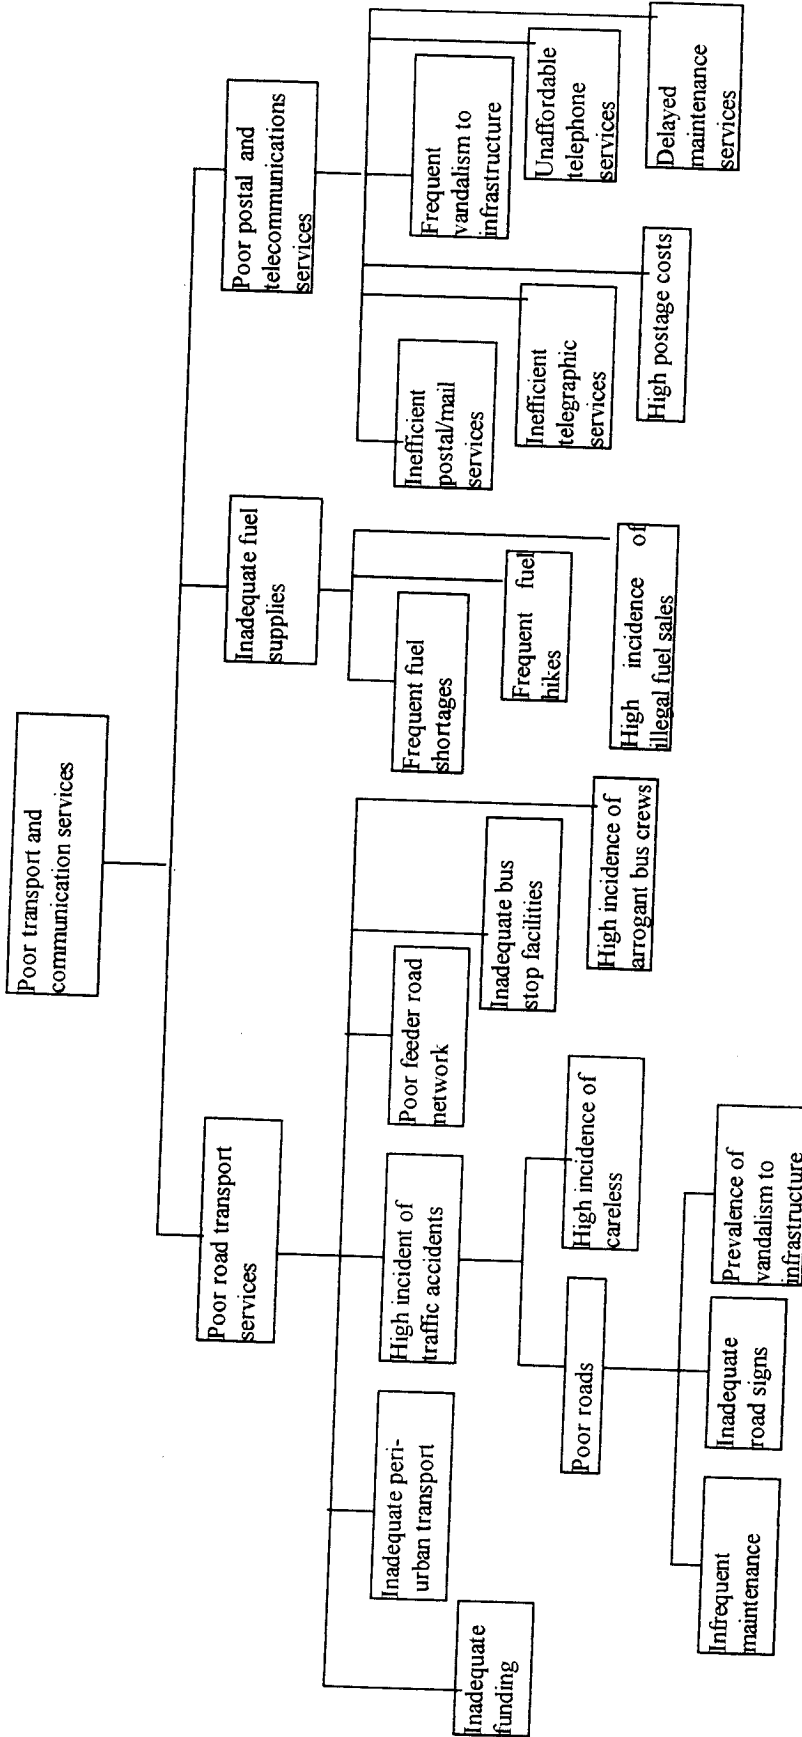 Poor transport and
communication services
Poor road transport
services
Inadequate fuel
supplies
Poor postal and
telecommunications
services
Inadequate
funding
Inadequate peri-
urban transport
High incident of
traffic accidents
Poor feeder road
network
Inadequate bus
stop facilities
High incidence of
arrogant bus crews
Frequent fuel
shortages
Frequent fuel
hikes
High incidence of
illegal fuel sales
Inefficient
postal/mail
services
Inefficient
telegraphic
services
High postage costs
Frequent
vandalism to
infrastructure
Unaffordable
telephone
services
Delayed
maintenance
services
Poor roads
High incidence of
careless
Infrequent
maintenance
Inadequate
road signs
Prevalence of
vandalism to
infrastructure